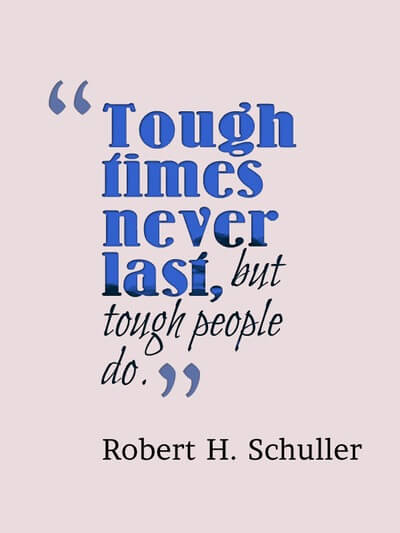 “Tough
times
never
last, but
tough people
do.”
Robert H. Schuller